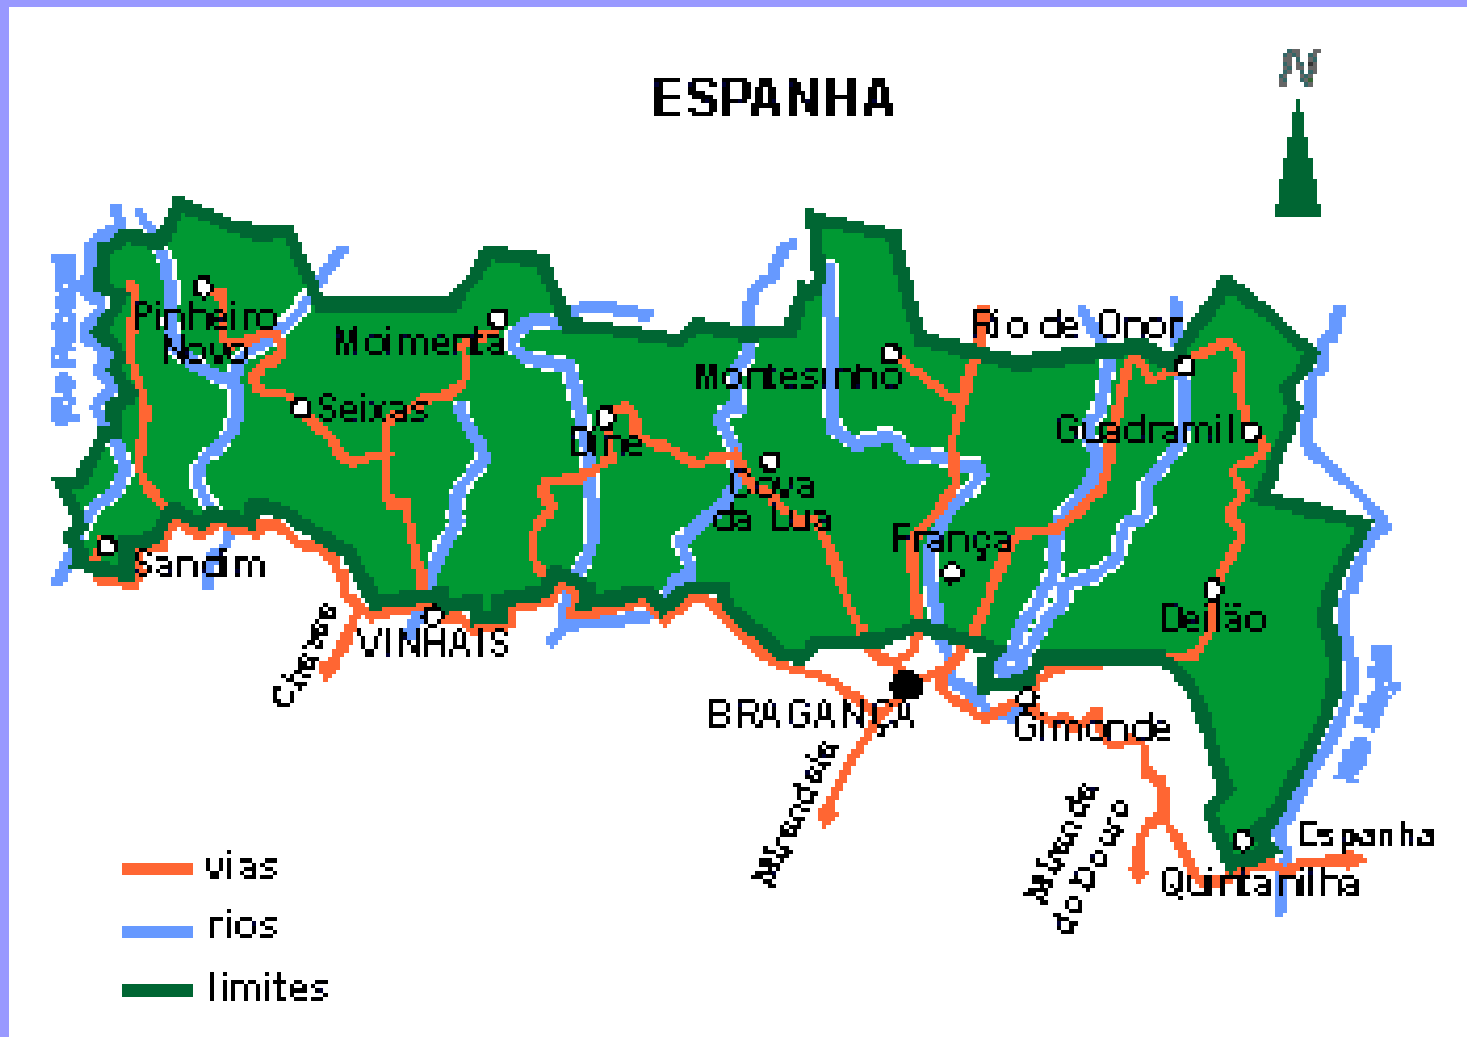 ESPANHA
N
Rio de Onor
Pinheiro
Novo
Moimenta
Montesinho
Seixas
Guadramil
Dine
Cova
da Lua
França
Sandim
Deilão
Chaves
VINHAIS
BRAGANÇA
Gimonde
Mirandela
Miranda
do Douro
Espanha
Quintanilha
vias
rios
limites